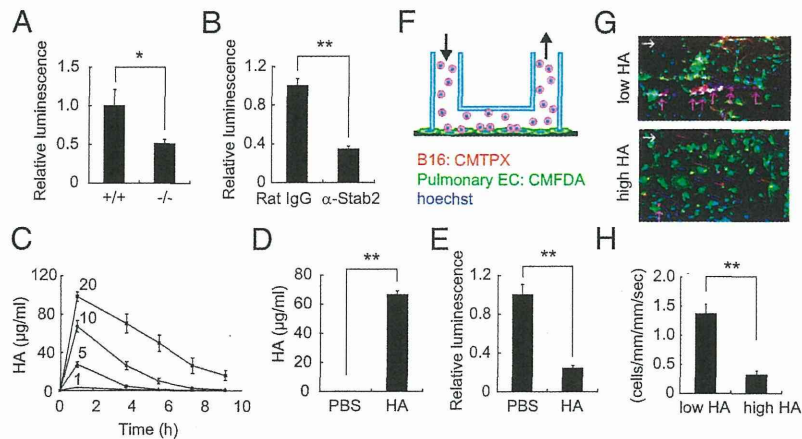 A
Relative luminescence
1.5
1.0
0.5
0
*
+/+
-/-
B
Relative luminescence
1.2
0.8
0.4
0
**
Rat IgG
α-Stab2
F
B16: CMTPX
Pulmonary EC: CMFDA
hoechst
G
low HA
high HA
C
HA (μg/ml)
120
80
40
0
20
10
5
1
0 2 4 6 8 10
Time (h)
D
HA (μg/ml)
80
60
40
20
0
**
PBS
HA
E
Relative luminescence
1.2
0.8
0.4
0
**
PBS
HA
H
(cells/mm/mm/sec)
2.0
1.5
1.0
0.5
0
**
low HA
high HA